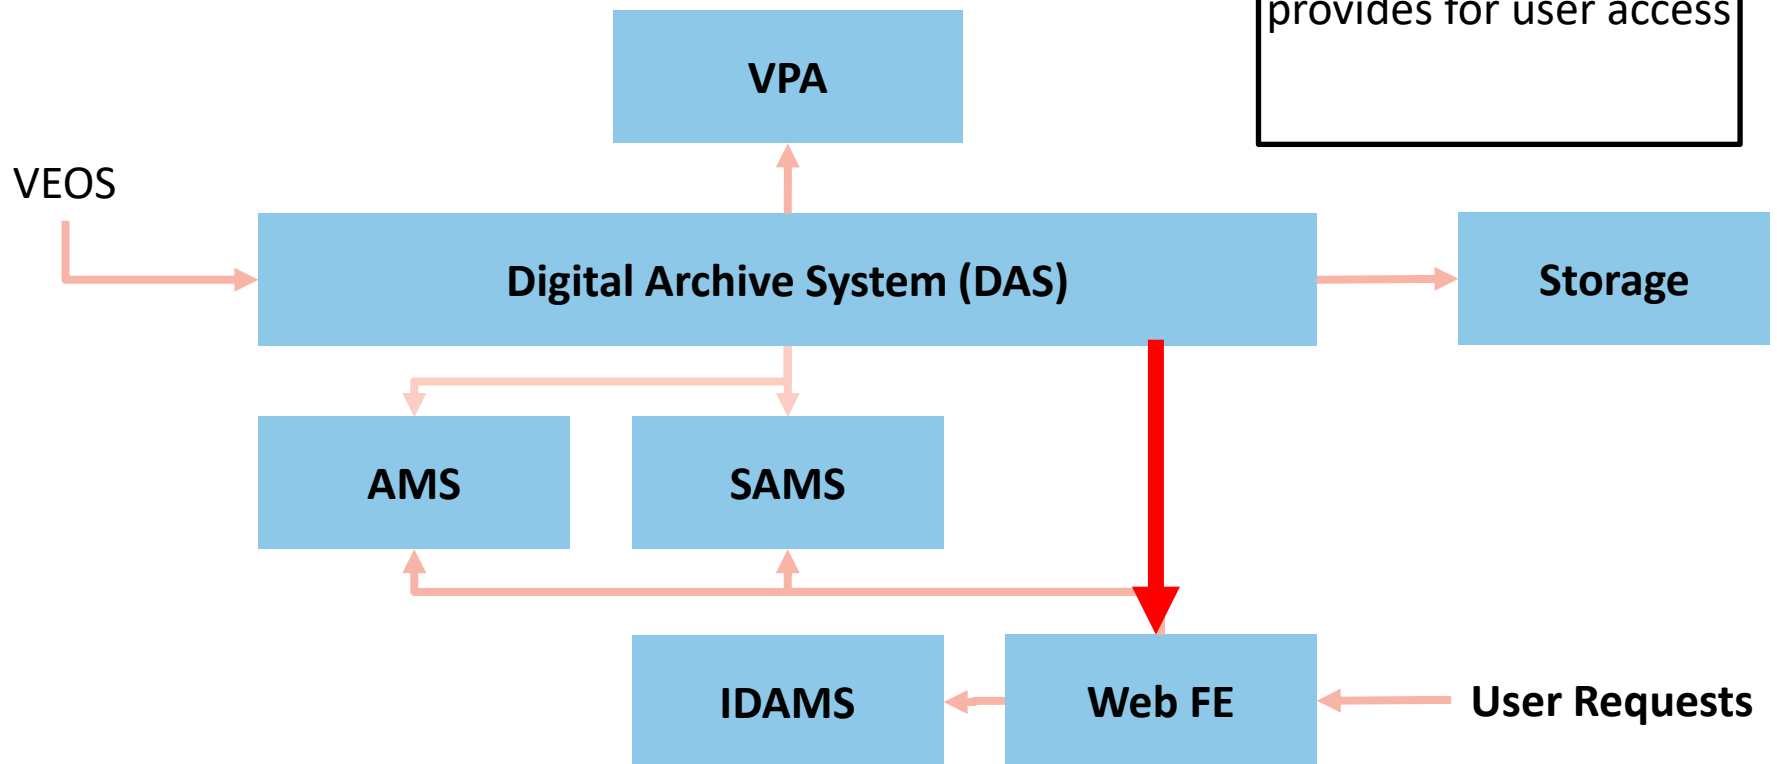 provides for user access
VPA
VEOS
Digital Archive System (DAS)
Storage
AMS
SAMS
IDAMS
Web FE
User Requests